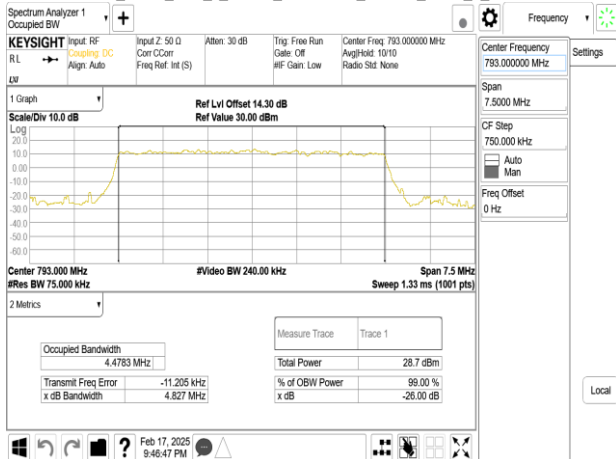 Spectrum Analyzer 1
Occupied BW
Frequency
KEYSIGHT
RL
Input: RF
Coupling: DC
Align: Auto
Input Z: 50 Ω
Corr CCorr
Freq Ref: Int (S)
Atten: 30 dB
Trig: Free Run
Gate: Off
#IF Gain: Low
Center Freq: 793.000000 MHz
Avg|Hold: 10/10
Radio Std: None
Center Frequency
793.000000 MHz
Settings
Span
7.5000 MHz
CF Step
750.000 kHz
Auto
Man
Freq Offset
0 Hz
Local
1 Graph
Scale/Div 10.0 dB
Ref Lvl Offset 14.30 dB
Ref Value 30.00 dBm
Log
20.0
10.0
0.00
-10.0
-20.0
-30.0
-40.0
-50.0
-60.0
Center 793.000 MHz
#Video BW 240.00 kHz
Span 7.5 MHz
#Res BW 75.000 kHz
Sweep 1.33 ms (1001 pts)
2 Metrics
Occupied Bandwidth
4.4783 MHz
Transmit Freq Error -11.205 kHz
x dB Bandwidth 4.827 MHz
Measure Trace Trace 1
Total Power 28.7 dBm
% of OBW Power 99.00 %
x dB -26.00 dB
?
Feb 17, 2025
9:46:47 PM